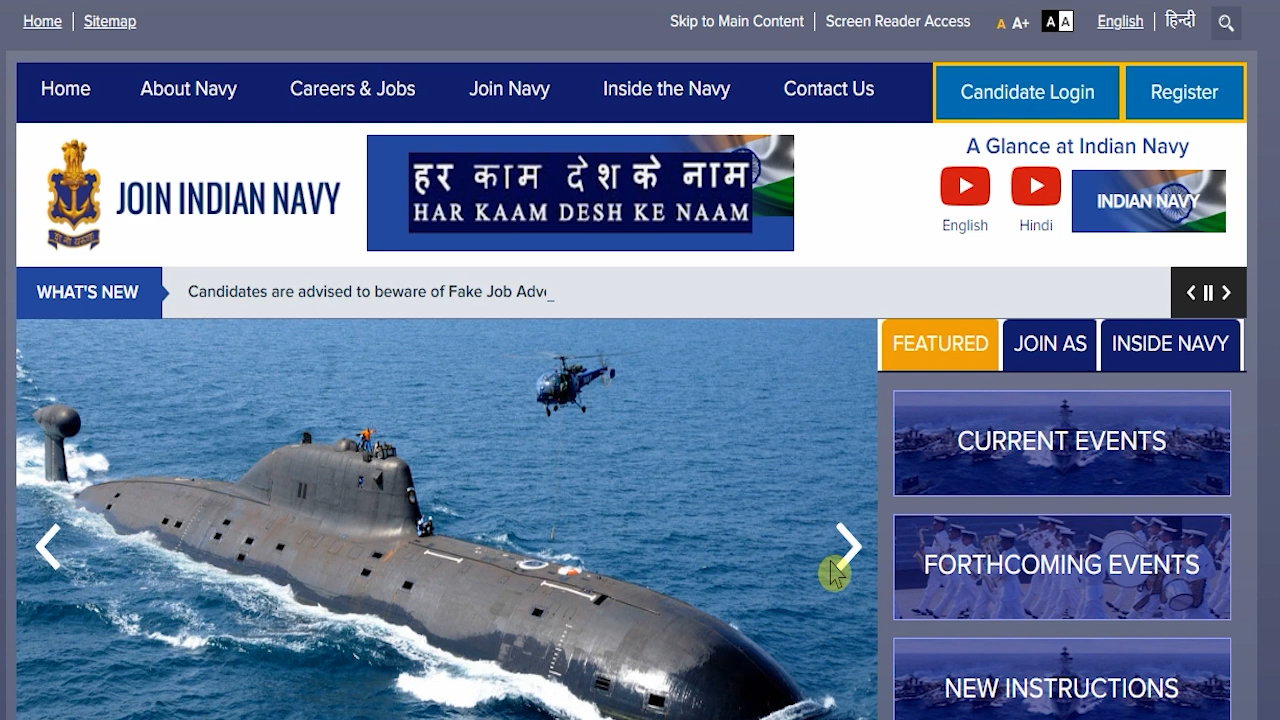 Home | Sitemap
Skip to Main Content | Screen Reader Access A A+ A A English | हिन्दी
Home About Navy Careers & Jobs Join Navy Inside the Navy Contact Us Candidate Login Register
JOIN INDIAN NAVY
हर काम देश के नाम
HAR KAAM DESH KE NAAM
A Glance at Indian Navy
English Hindi
INDIAN NAVY
WHAT'S NEW Candidates are advised to beware of Fake Job Adve_
FEATURED JOIN AS INSIDE NAVY
CURRENT EVENTS
FORTHCOMING EVENTS
NEW INSTRUCTIONS